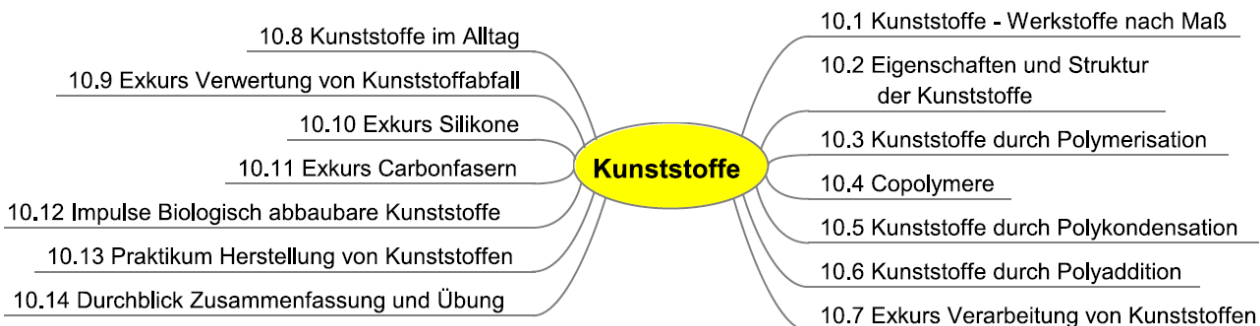 10.1 Kunststoffe - Werkstoffe nach Maß
10.2 Eigenschaften und Struktur
der Kunststoffe
10.3 Kunststoffe durch Polymerisation
10.4 Copolymere
10.5 Kunststoffe durch Polykondensation
10.6 Kunststoffe durch Polyaddition
10.7 Exkurs Verarbeitung von Kunststoffen
Kunststoffe
10.8 Kunststoffe im Alltag
10.9 Exkurs Verwertung von Kunststoffabfall
10.10 Exkurs Silikone
10.11 Exkurs Carbonfasern
10.12 Impulse Biologisch abbaubare Kunststoffe
10.13 Praktikum Herstellung von Kunststoffen
10.14 Durchblick Zusammenfassung und Übung